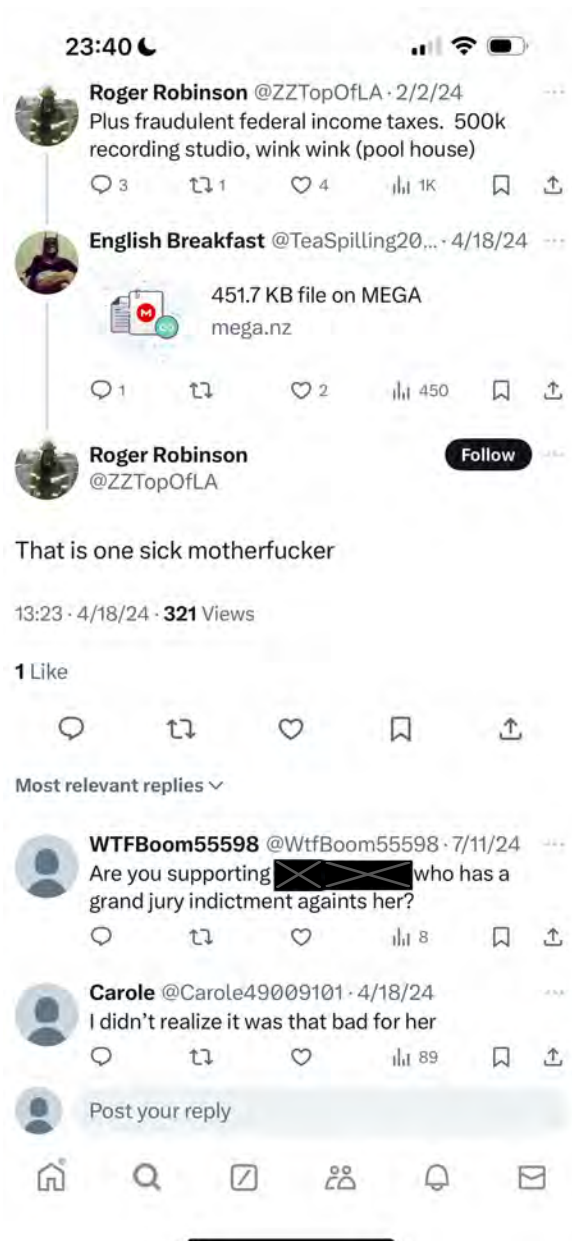 23:40
Roger Robinson @ZZTopOfLA · 2/2/24
Plus fraudulent federal income taxes. 500k
recording studio, wink wink (pool house)
3 1 4 1K
English Breakfast @TeaSpilling20... · 4/18/24
451.7 KB file on MEGA
mega.nz
1 2 450
Roger Robinson
Follow
@ZZTopOfLA
That is one sick motherfucker
13:23 · 4/18/24 · 321 Views
1 Like
Most relevant replies
WTFBoom55598 @WtfBoom55598 · 7/11/24
Are you supporting who has a
grand jury indictment againts her?
8
Carole @Carole49009101 · 4/18/24
I didn't realize it was that bad for her
89
Post your reply